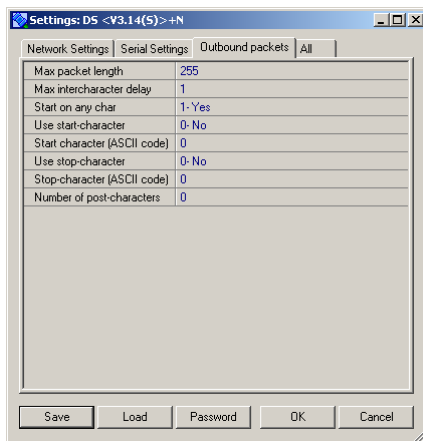 Settings: DS <V3.14(S)>+N
Network Settings Serial Settings Outbound packets All
Max packet length 255
Max intercharacter delay 1
Start on any char 1- Yes
Use start-character 0- No
Start character (ASCII code) 0
Use stop-character 0- No
Stop-character (ASCII code) 0
Number of post-characters 0
Save Load Password OK Cancel